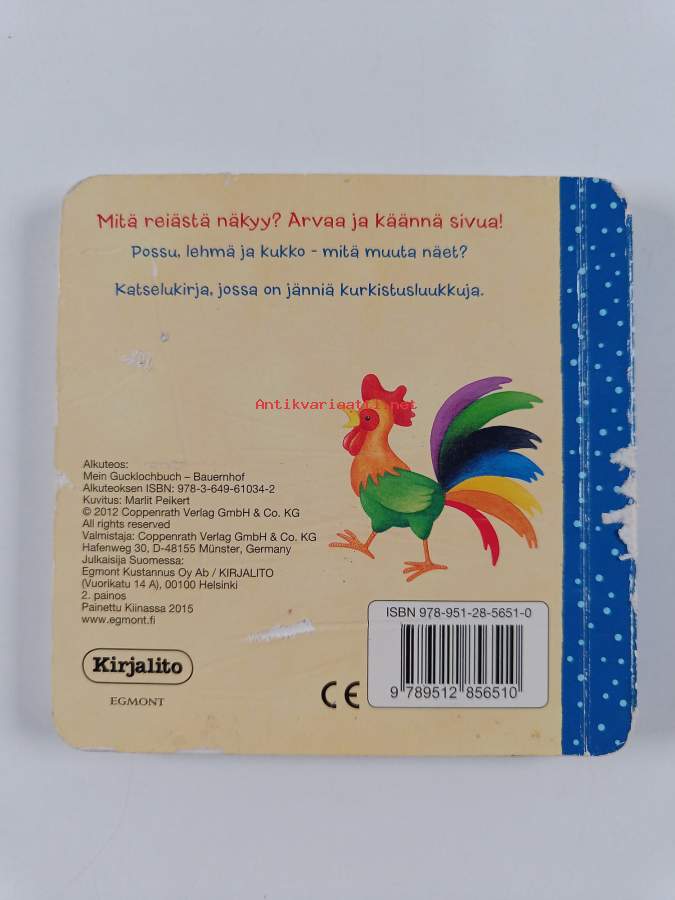 Mitä reiästä näkyy? Arvaa ja käännä sivua!
Possu, lehmä ja kukko - mitä muuta näet?
Katselukirja, jossa on jänniä kurkistusluukkuja.
Antikvariaatit.net
Alkuteos:
Mein Gucklochbuch – Bauernhof
Alkuteoksen ISBN: 978-3-649-61034-2
Kuvitus: Marlit Peikert
© 2012 Coppenrath Verlag GmbH & Co. KG
All rights reserved
Valmistaja: Coppenrath Verlag GmbH & Co. KG
Hafenweg 30, D-48155 Münster, Germany
Julkaisija Suomessa:
Egmont Kustannus Oy Ab / KIRJALITO
(Vuorikatu 14 A), 00100 Helsinki
2. painos
Painettu Kiinassa 2015
www.egmont.fi
Kirjalito
EGMONT
CE
ISBN 978-951-28-5651-0
9 789512 856510